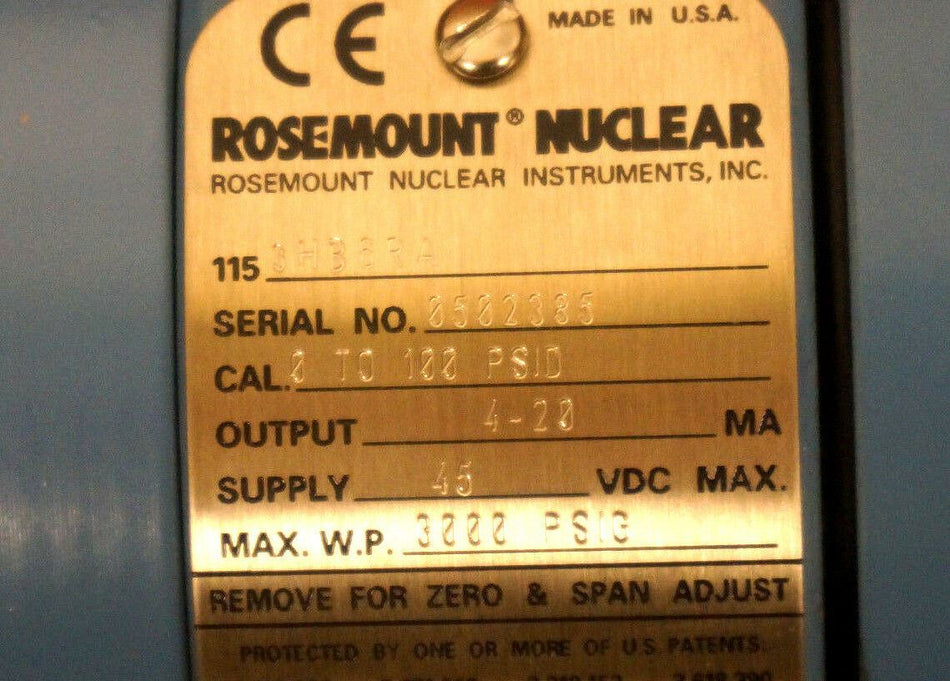 CE MADE IN U.S.A.
ROSEMOUNT® NUCLEAR
ROSEMOUNT NUCLEAR INSTRUMENTS, INC.
115 3HB6RA
SERIAL NO. 0502385
CAL. 0 TO 100 PSID
OUTPUT 4-20 MA
SUPPLY 45 VDC MAX.
MAX. W.P. 3000 PSIG
REMOVE FOR ZERO & SPAN ADJUST
PROTECTED BY ONE OR MORE OF U.S. PATENTS: